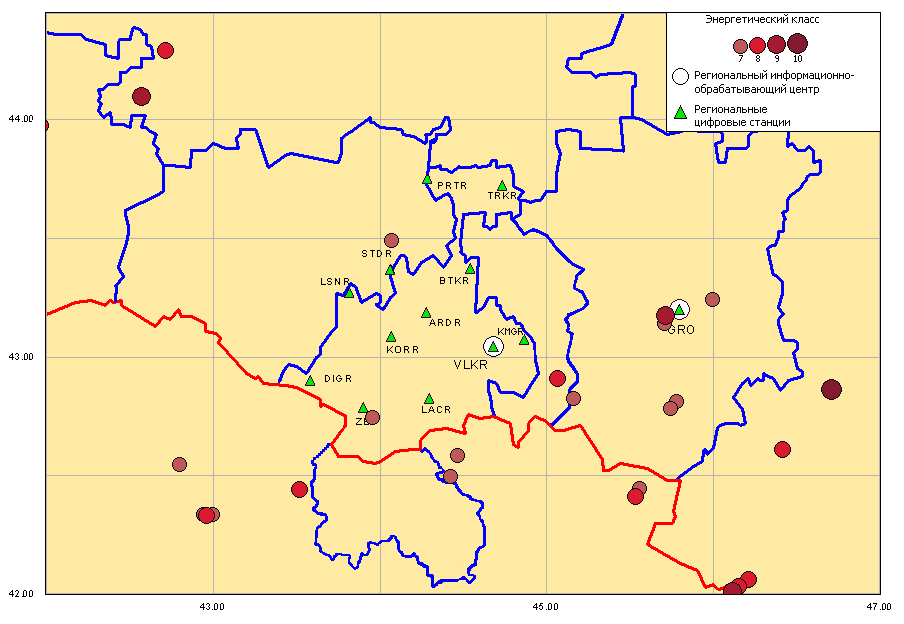 Энергетический класс
7 8 9 10
Региональный информационно-
обрабатывающий центр
Региональные
цифровые станции
44.00
PRTR
TRKR
STDR
LSNR
BTKR
ARDR
KMGR
GRO
KORR
43.00
VLKR
DIGR
LACR
42.00
43.00
45.00
47.00